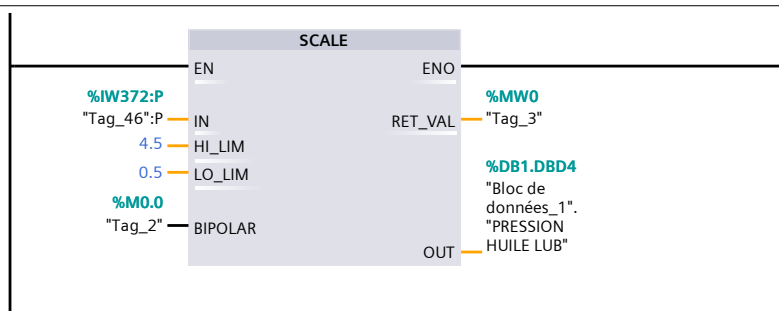 SCALE
EN ENO
%IW372:P
"Tag_46":P IN
%MW0
RET_VAL "Tag_3"
4.5 HI_LIM
0.5 LO_LIM
%DB1.DBD4
"Bloc de
données_1".
"PRESSION
HUILE LUB"
%M0.0
"Tag_2" BIPOLAR
OUT